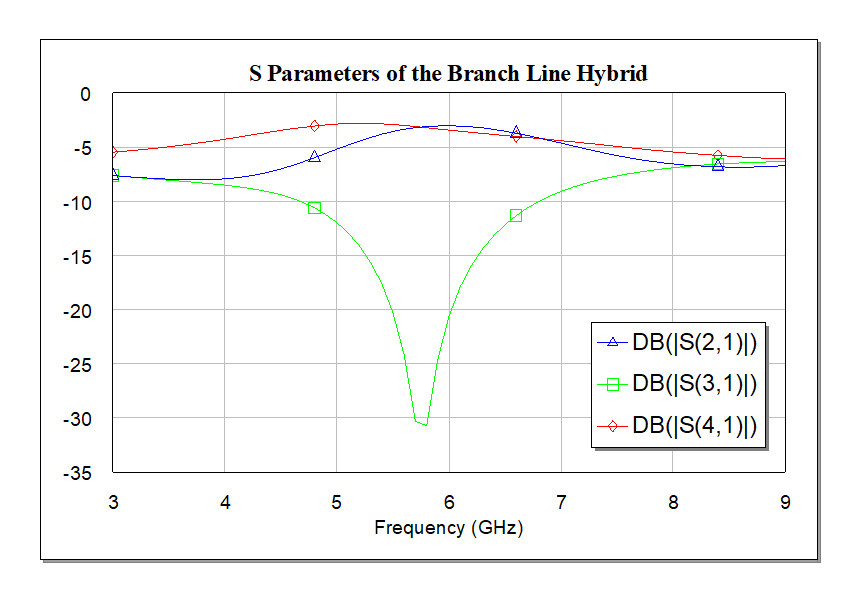 S Parameters of the Branch Line Hybrid
0
-5
-10
-15
-20
-25
-30
-35
DB(|S(2,1)|)
DB(|S(3,1)|)
DB(|S(4,1)|)
3 4 5 6 7 8 9
Frequency (GHz)